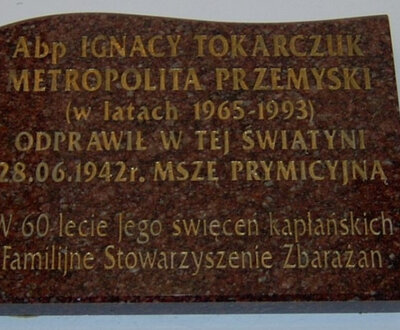 Abp IGNACY TOKARCZUK
METROPOLITA PRZEMYSKI
(w latach 1965-1993)
ODPRAWIŁ W TEJ ŚWIĄTYNI
28.06.1942r. MSZĘ PRYMICYJNĄ
W 60-lecie Jego święceń kapłańskich
Familijne Stowarzyszenie Zbarażan